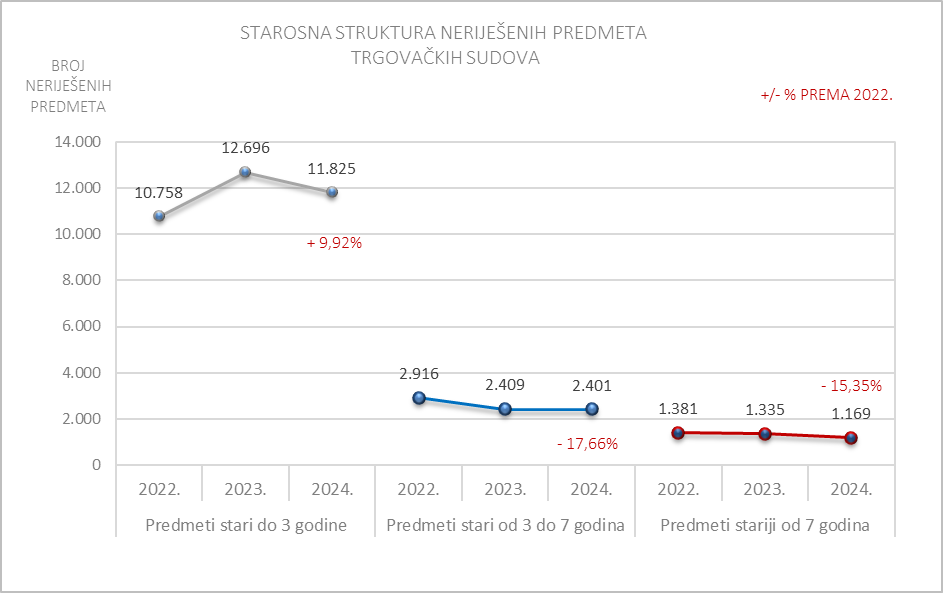 STAROSNA STRUKTURA NERIJEŠENIH PREDMETA
TRGOVAČKIH SUDOVA
BROJ
NERIJEŠENIH
PREDMETA
+/- % PREMA 2022.
14.000
12.000
10.000
8.000
6.000
4.000
2.000
0
10.758
12.696
11.825
+ 9,92%
2.916
2.409
2.401
- 17,66%
1.381
1.335
1.169
- 15,35%
2022. 2023. 2024. 2022. 2023. 2024. 2022. 2023. 2024.
Predmeti stari do 3 godine Predmeti stari od 3 do 7 godina Predmeti stariji od 7 godina